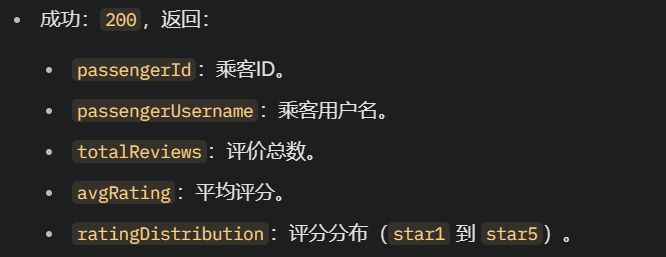 成功：200，返回：
passengerId：乘客ID。
passengerUsername：乘客用户名。
totalReviews：评价总数。
avgRating：平均评分。
ratingDistribution：评分分布（star1 到 star5）。